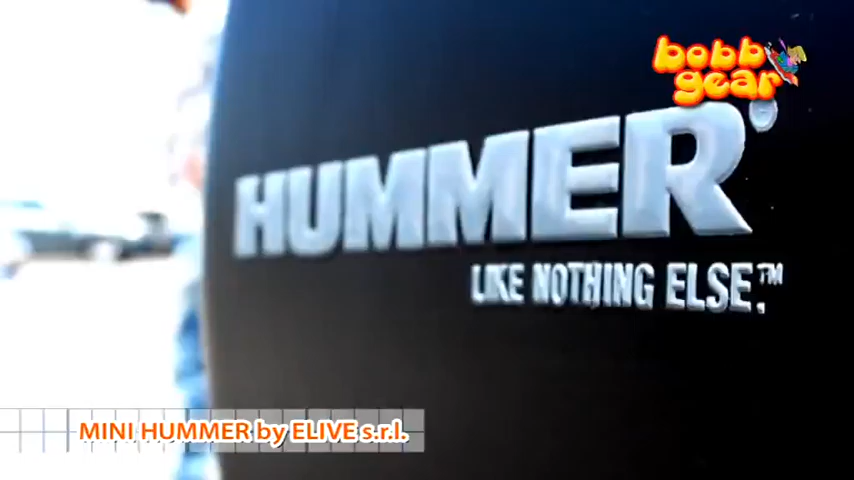 bobb
gear
HUMMER®
LIKE NOTHING ELSE.™
MINI HUMMER by ELIVE s.r.l.